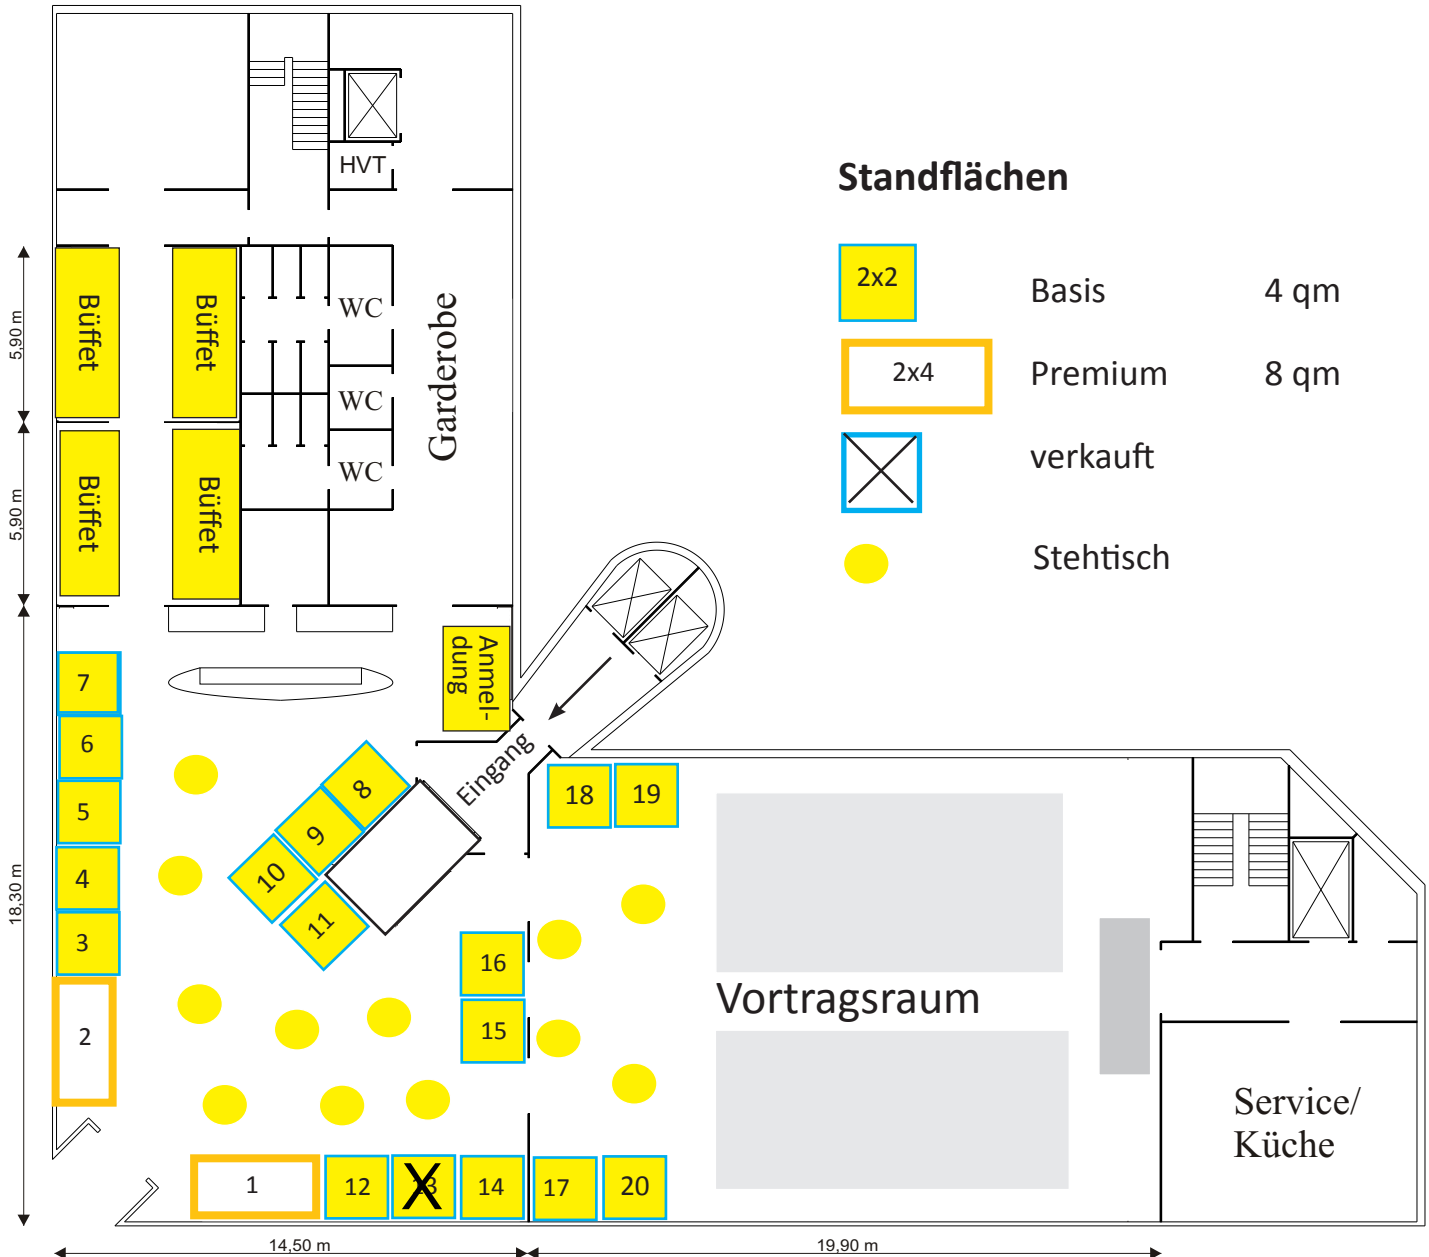 HVT
Standflächen
2x2
Basis
4 qm
2x4
Premium
8 qm
verkauft
Stehtisch
5,90 m
Büffet
Büffet
WC
WC
WC
Garderobe
5,90 m
Büffet
Büffet
Anmel-
dung
Eingang
18,30 m
7
6
5
4
3
2
8
9
10
11
18
19
16
15
Vortragsraum
Service/
Küche
1
12
13
14
17
20
14,50 m
19,90 m